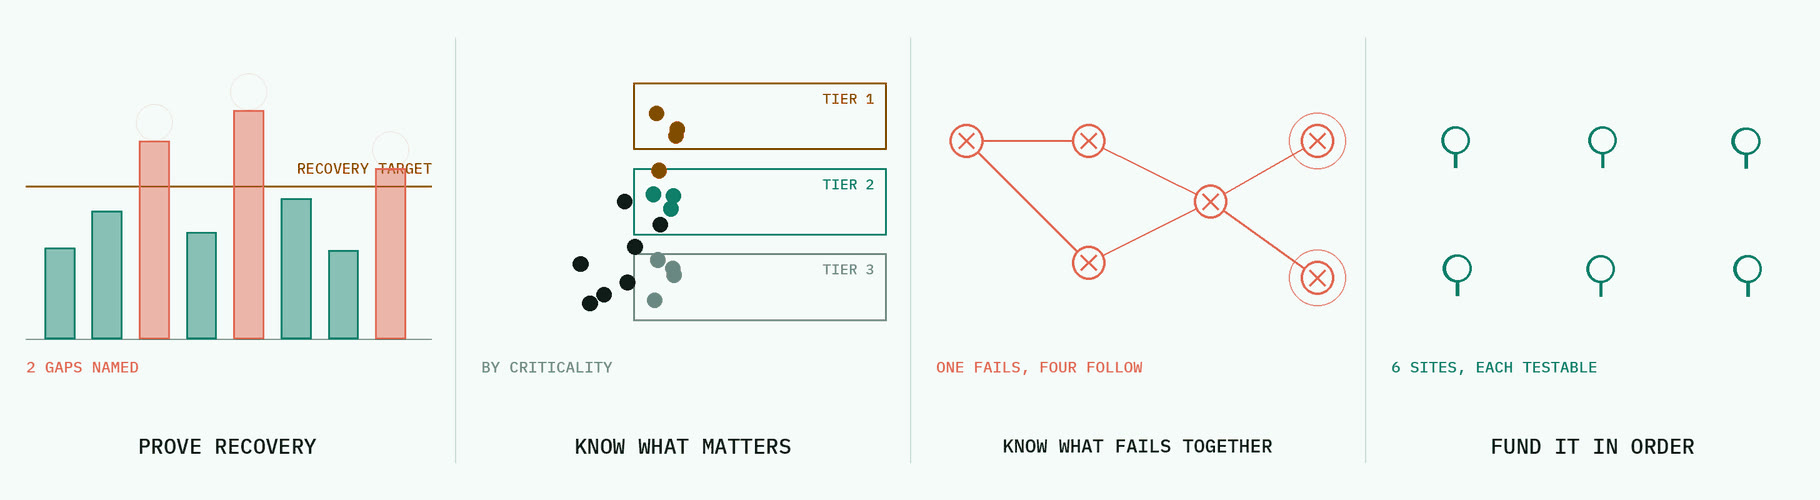 RECOVERY TARGET
2 GAPS NAMED
PROVE RECOVERY
TIER 1
TIER 2
TIER 3
BY CRITICALITY
KNOW WHAT MATTERS
ONE FAILS, FOUR FOLLOW
KNOW WHAT FAILS TOGETHER
6 SITES, EACH TESTABLE
FUND IT IN ORDER